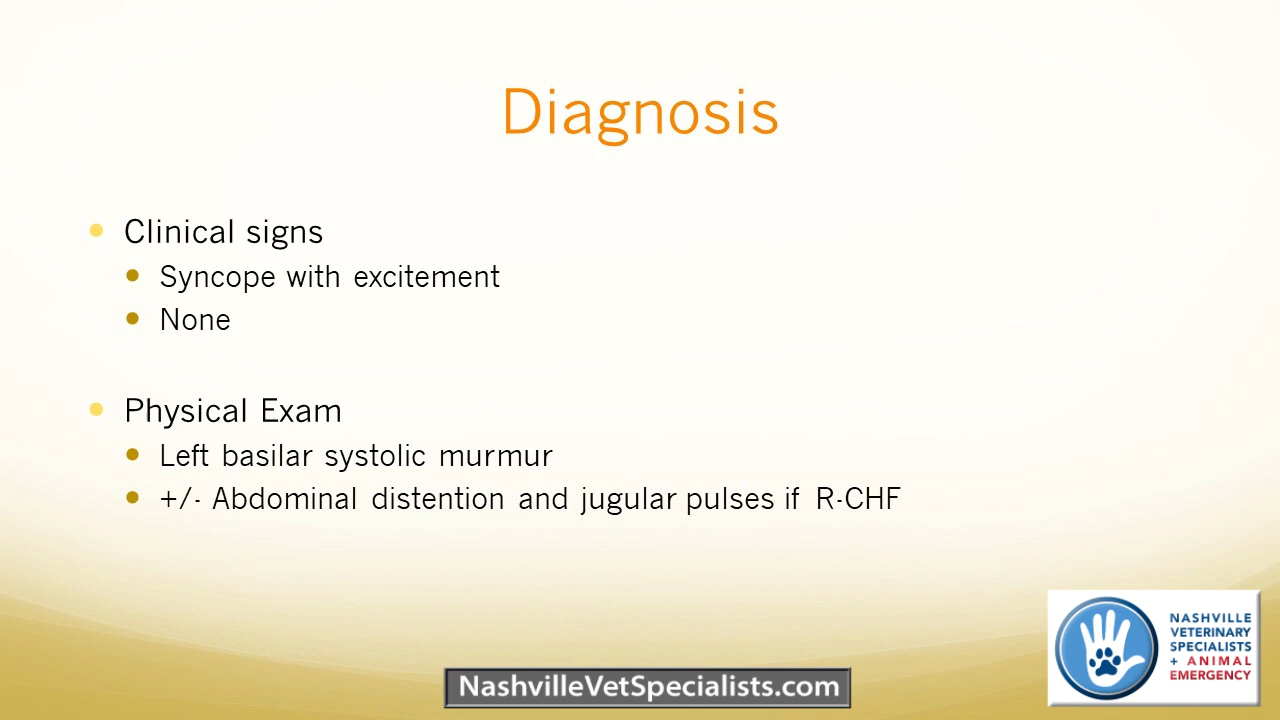 Diagnosis
Clinical signs
Syncope with excitement
None
Physical Exam
Left basilar systolic murmur
+/- Abdominal distention and jugular pulses if R-CHF
NASHVILLE
VETERINARY
SPECIALISTS
+ ANIMAL
EMERGENCY
NashvilleVetSpecialists.com